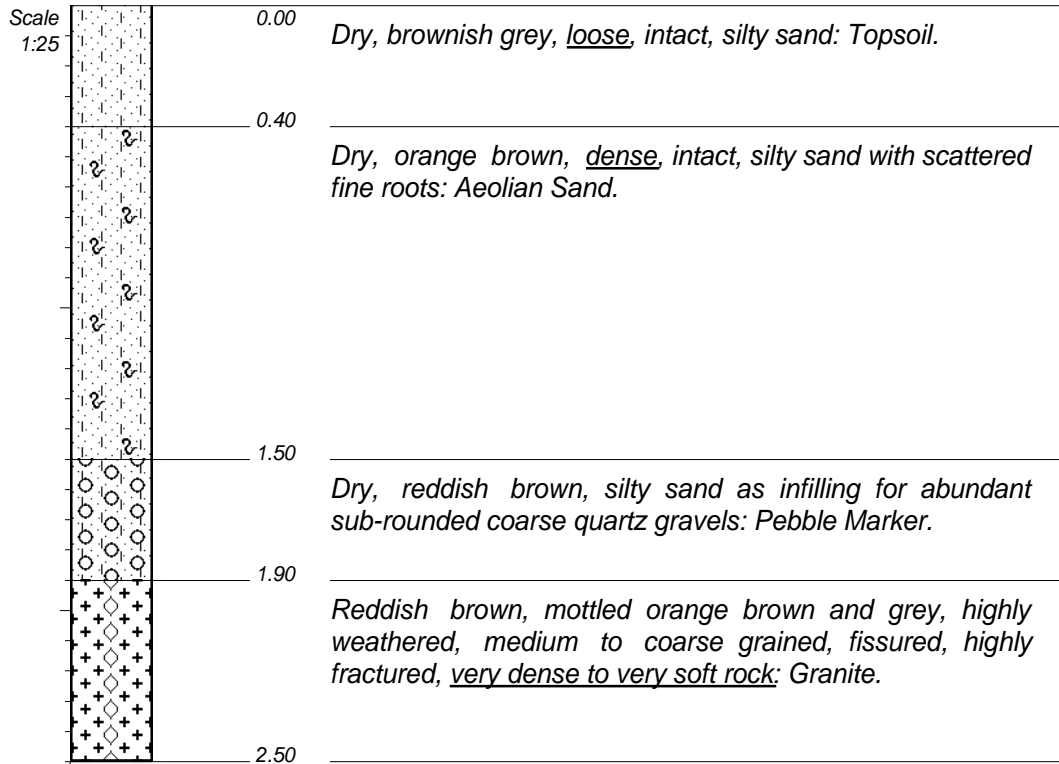 Scale
1:25
0.00
Dry, brownish grey, loose, intact, silty sand: Topsoil.
0.40
Dry, orange brown, dense, intact, silty sand with scattered
fine roots: Aeolian Sand.
1.50
Dry, reddish brown, silty sand as infilling for abundant
sub-rounded coarse quartz gravels: Pebble Marker.
1.90
Reddish brown, mottled orange brown and grey, highly
weathered, medium to coarse grained, fissured, highly
fractured, very dense to very soft rock: Granite.
2.50